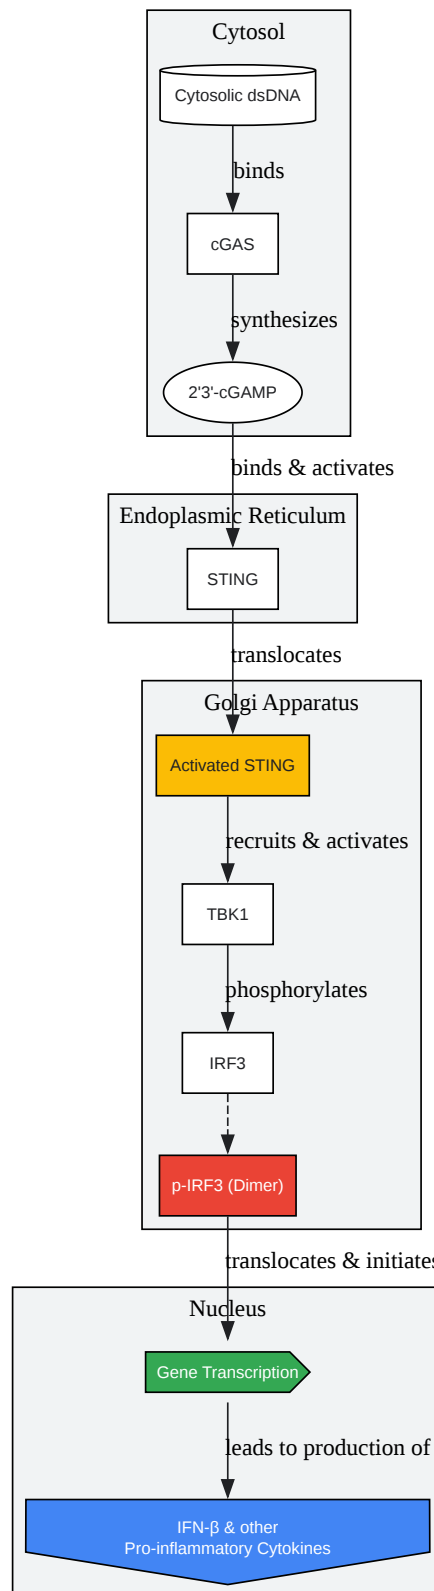 Cytosol
Cytosolic dsDNA
binds
cGAS
synthesizes
2'3'-cGAMP
binds & activates
Endoplasmic Reticulum
STING
translocates
Golgi Apparatus
Activated STING
recruits & activates
TBK1
phosphorylates
IRF3
p-IRF3 (Dimer)
translocates & initiates
Nucleus
Gene Transcription
leads to production of
IFN-β & other
Pro-inflammatory Cytokines